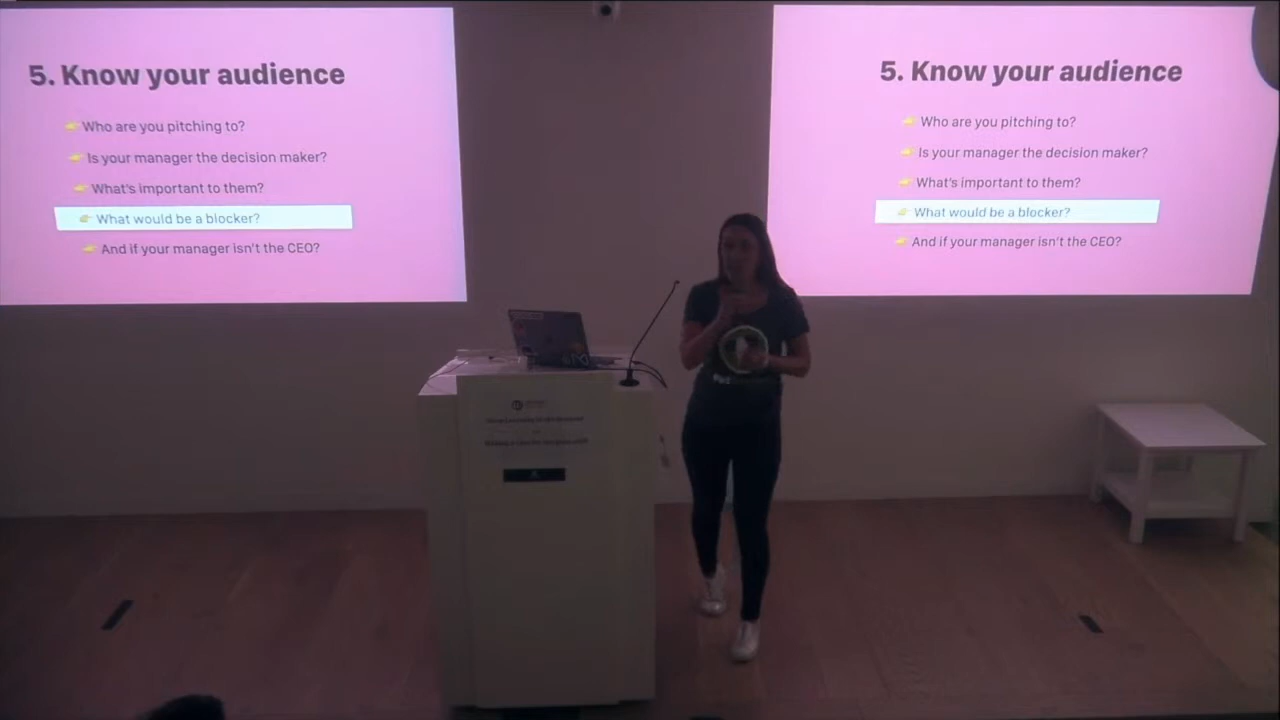 5. Know your audience
👉 Who are you pitching to?
👉 Is your manager the decision maker?
👉 What's important to them?
👉 What would be a blocker?
👉 And if your manager isn't the CEO?
5. Know your audience
👉 Who are you pitching to?
👉 Is your manager the decision maker?
👉 What's important to them?
👉 What would be a blocker?
👉 And if your manager isn't the CEO?